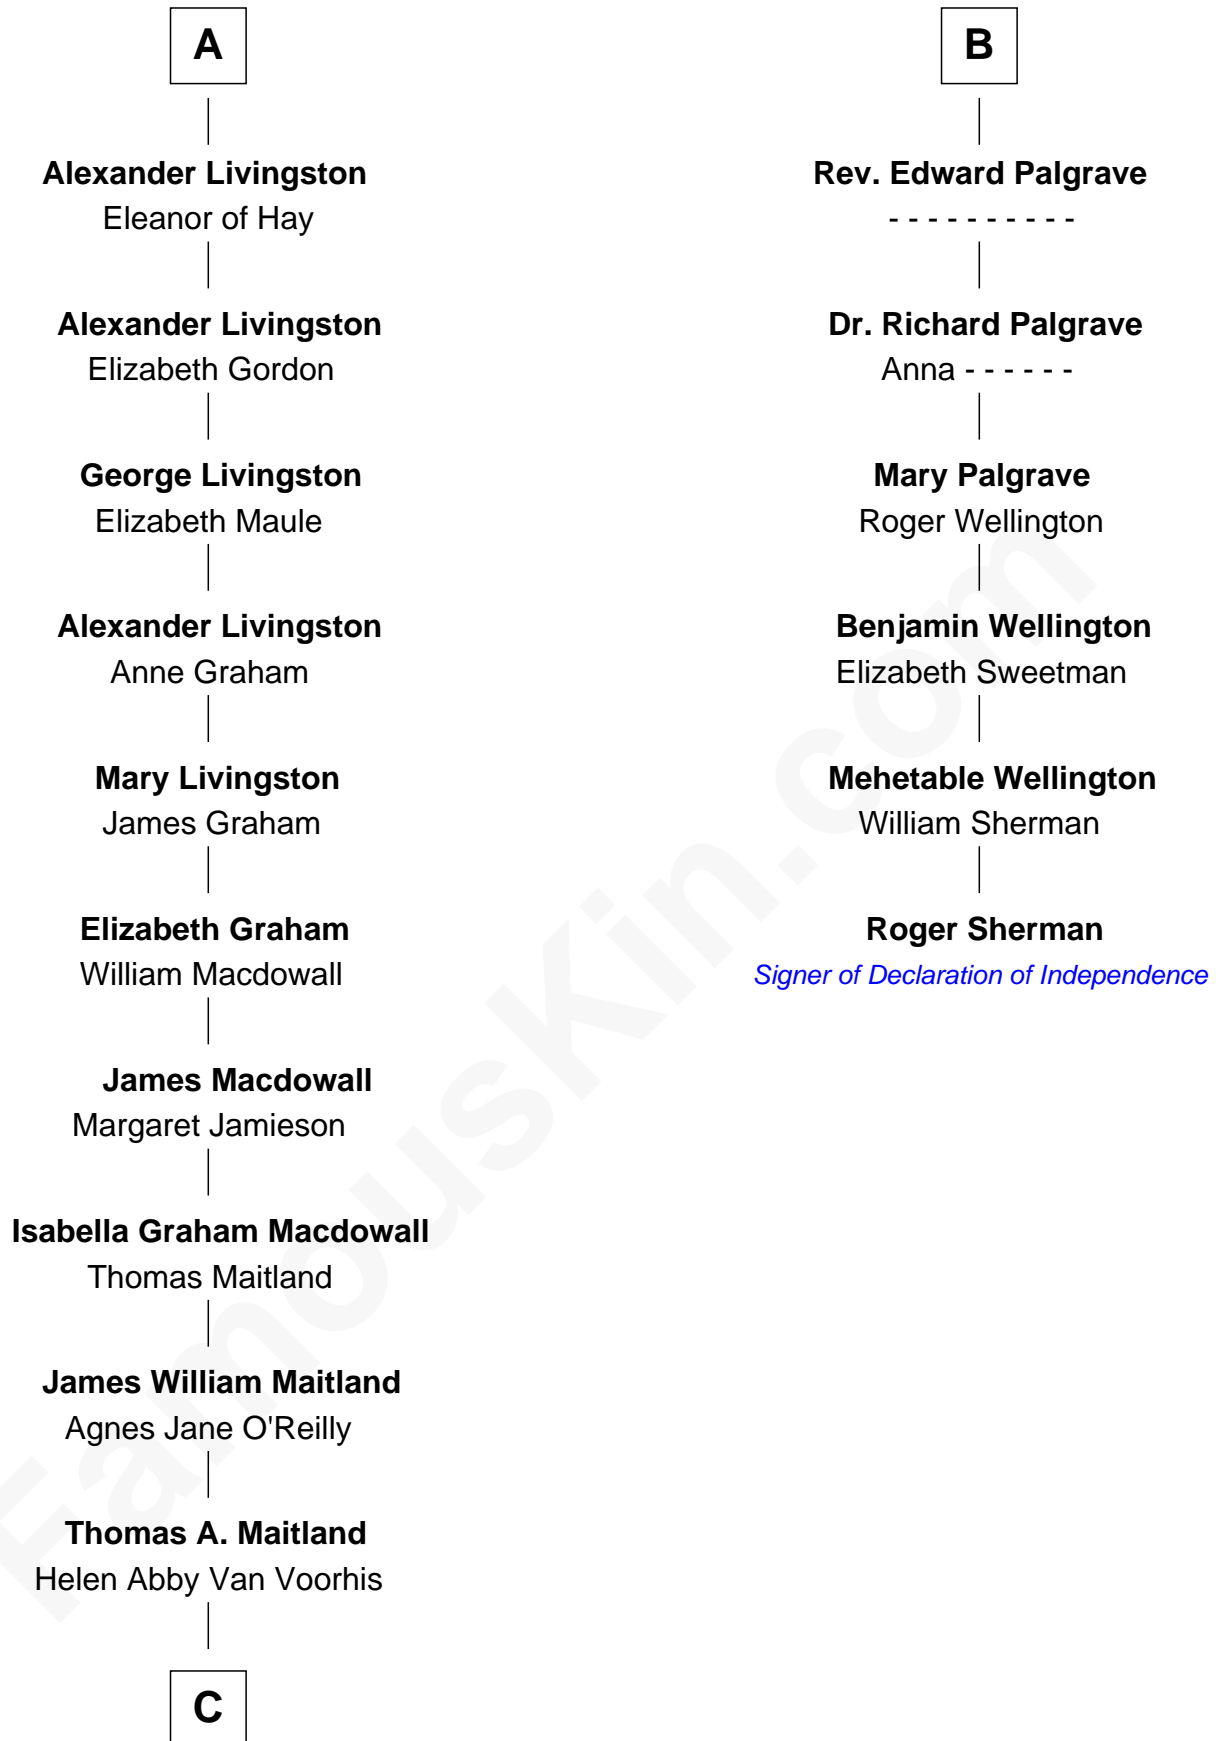 A
Alexander Livingston
Eleanor of Hay
Alexander Livingston
Elizabeth Gordon
George Livingston
Elizabeth Maule
Alexander Livingston
Anne Graham
Mary Livingston
James Graham
Elizabeth Graham
William Macdowall
James Macdowall
Margaret Jamieson
Isabella Graham Macdowall
Thomas Maitland
James William Maitland
Agnes Jane O'Reilly
Thomas A. Maitland
Helen Abby Van Voorhis
C
B
Rev. Edward Palgrave
- - - - - - - - - -
Dr. Richard Palgrave
Anna - - - - - -
Mary Palgrave
Roger Wellington
Benjamin Wellington
Elizabeth Sweetman
Mehetable Wellington
William Sherman
Roger Sherman
Signer of Declaration of Independence
FamousKin.com